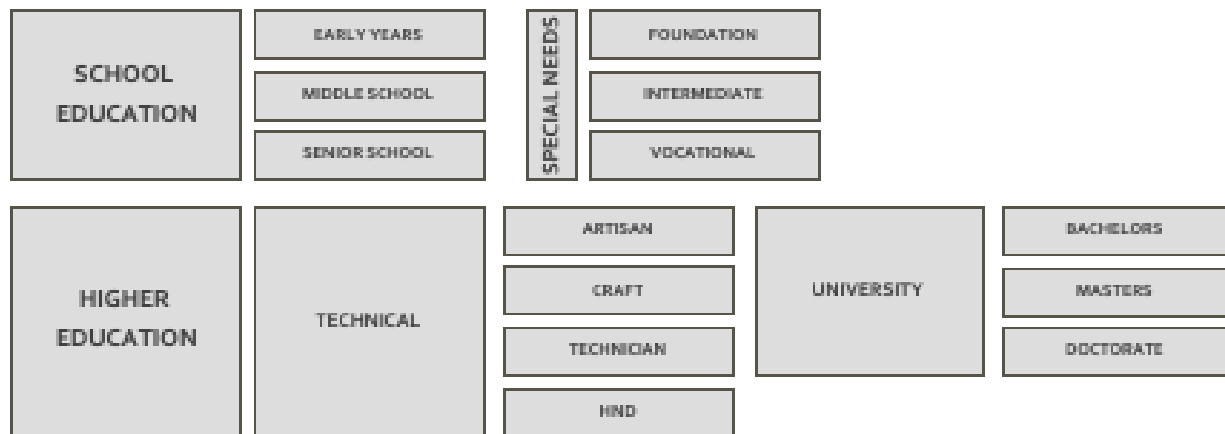 SCHOOL
EDUCATION
EARLY YEARS
MIDDLE SCHOOL
SENIOR SCHOOL
SPECIAL NEEDS
FOUNDATION
INTERMEDIATE
VOCATIONAL
HIGHER
EDUCATION
TECHNICAL
ARTISAN
CRAFT
TECHNICIAN
HND
UNIVERSITY
BACHELORS
MASTERS
DOCTORATE